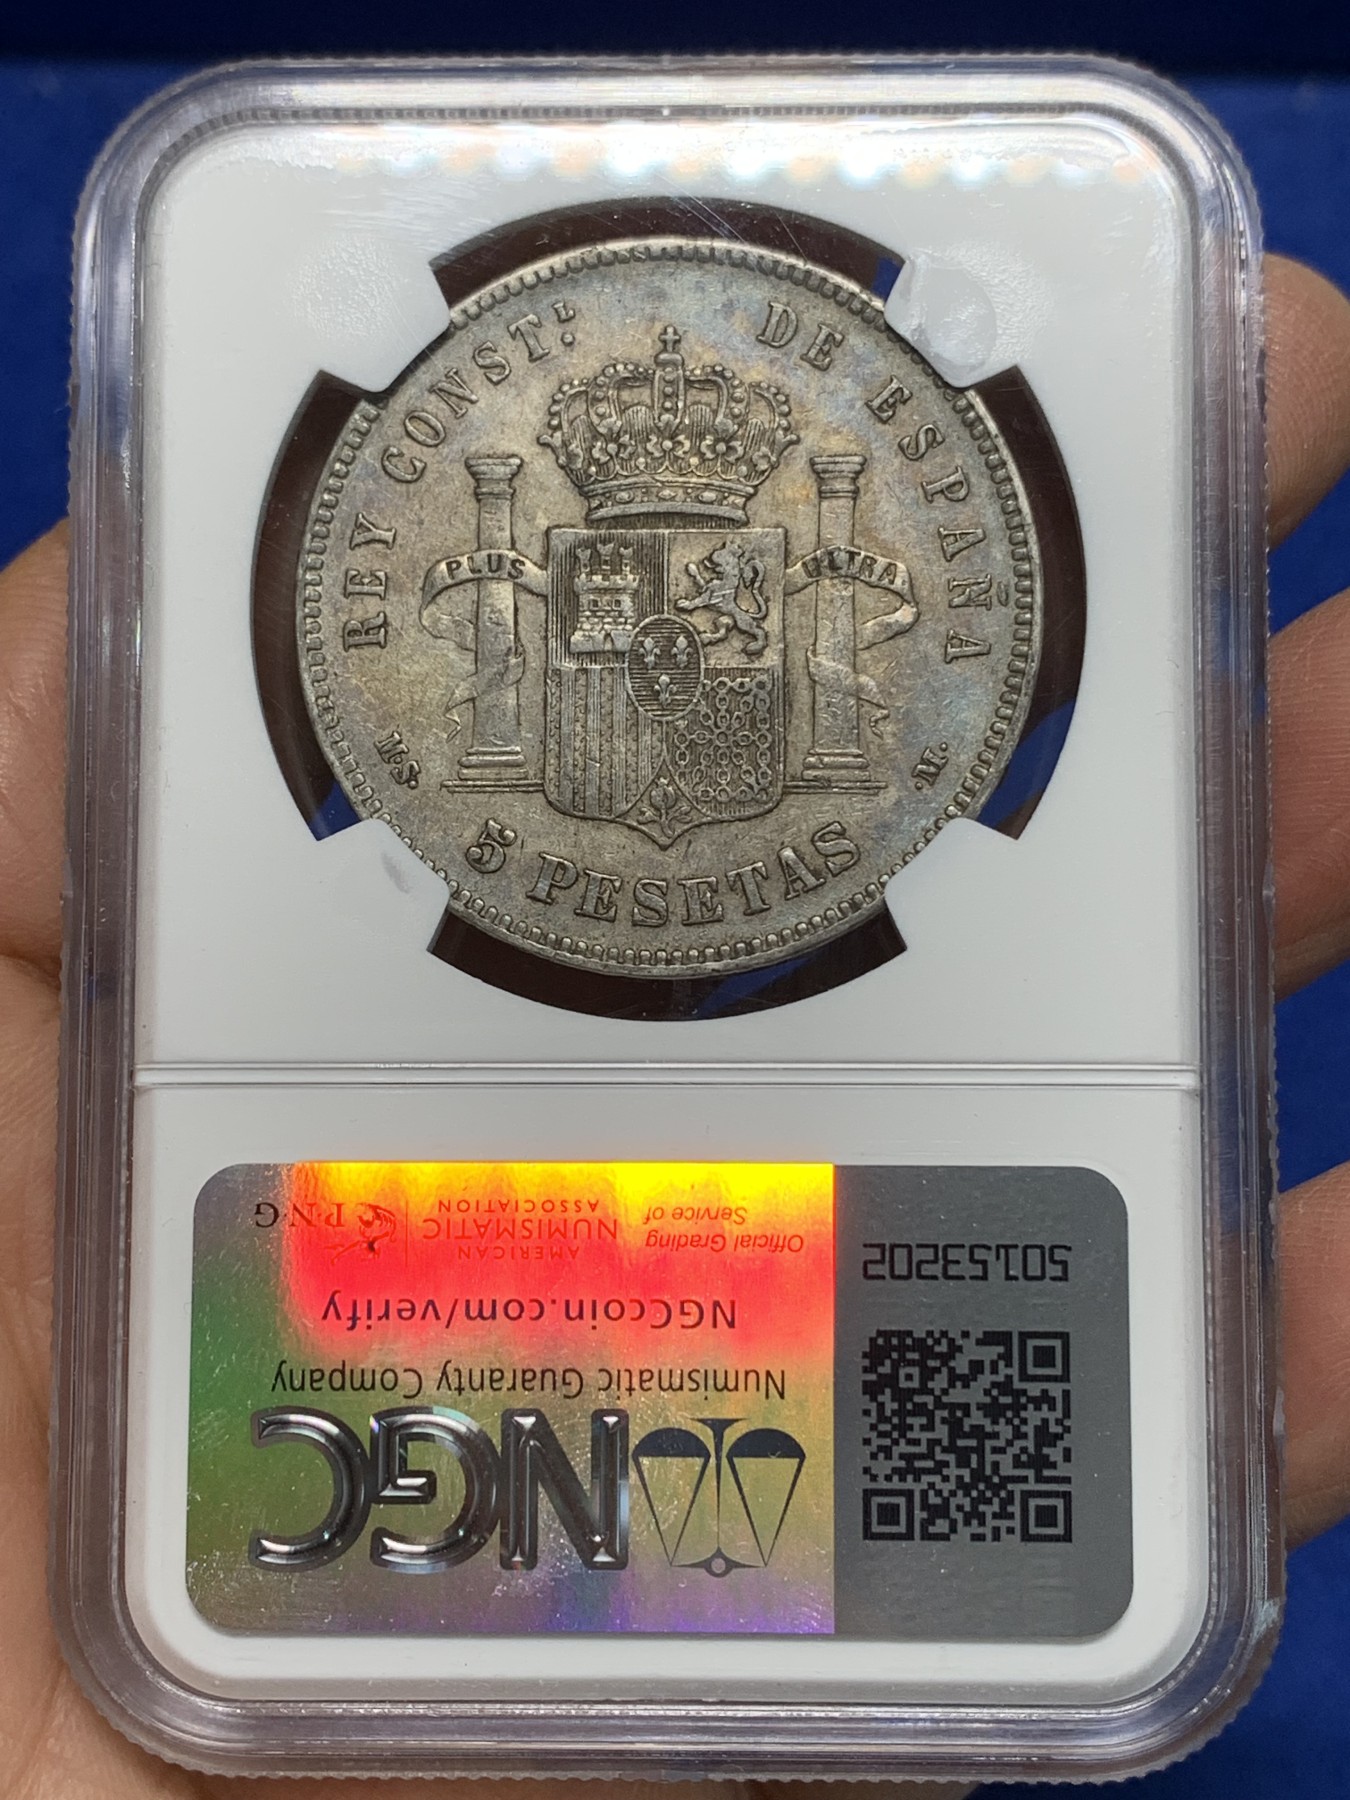 REY CONST.L DE ESPAÑA
PLUS ULTRA
M.S. .M.
5 PESETAS
NGC
Numismatic Guaranty Company
NGCcoin.com/verify
Official Grading
Service of
AMERICAN
NUMISMATIC
ASSOCIATION
P·N·G
50153202